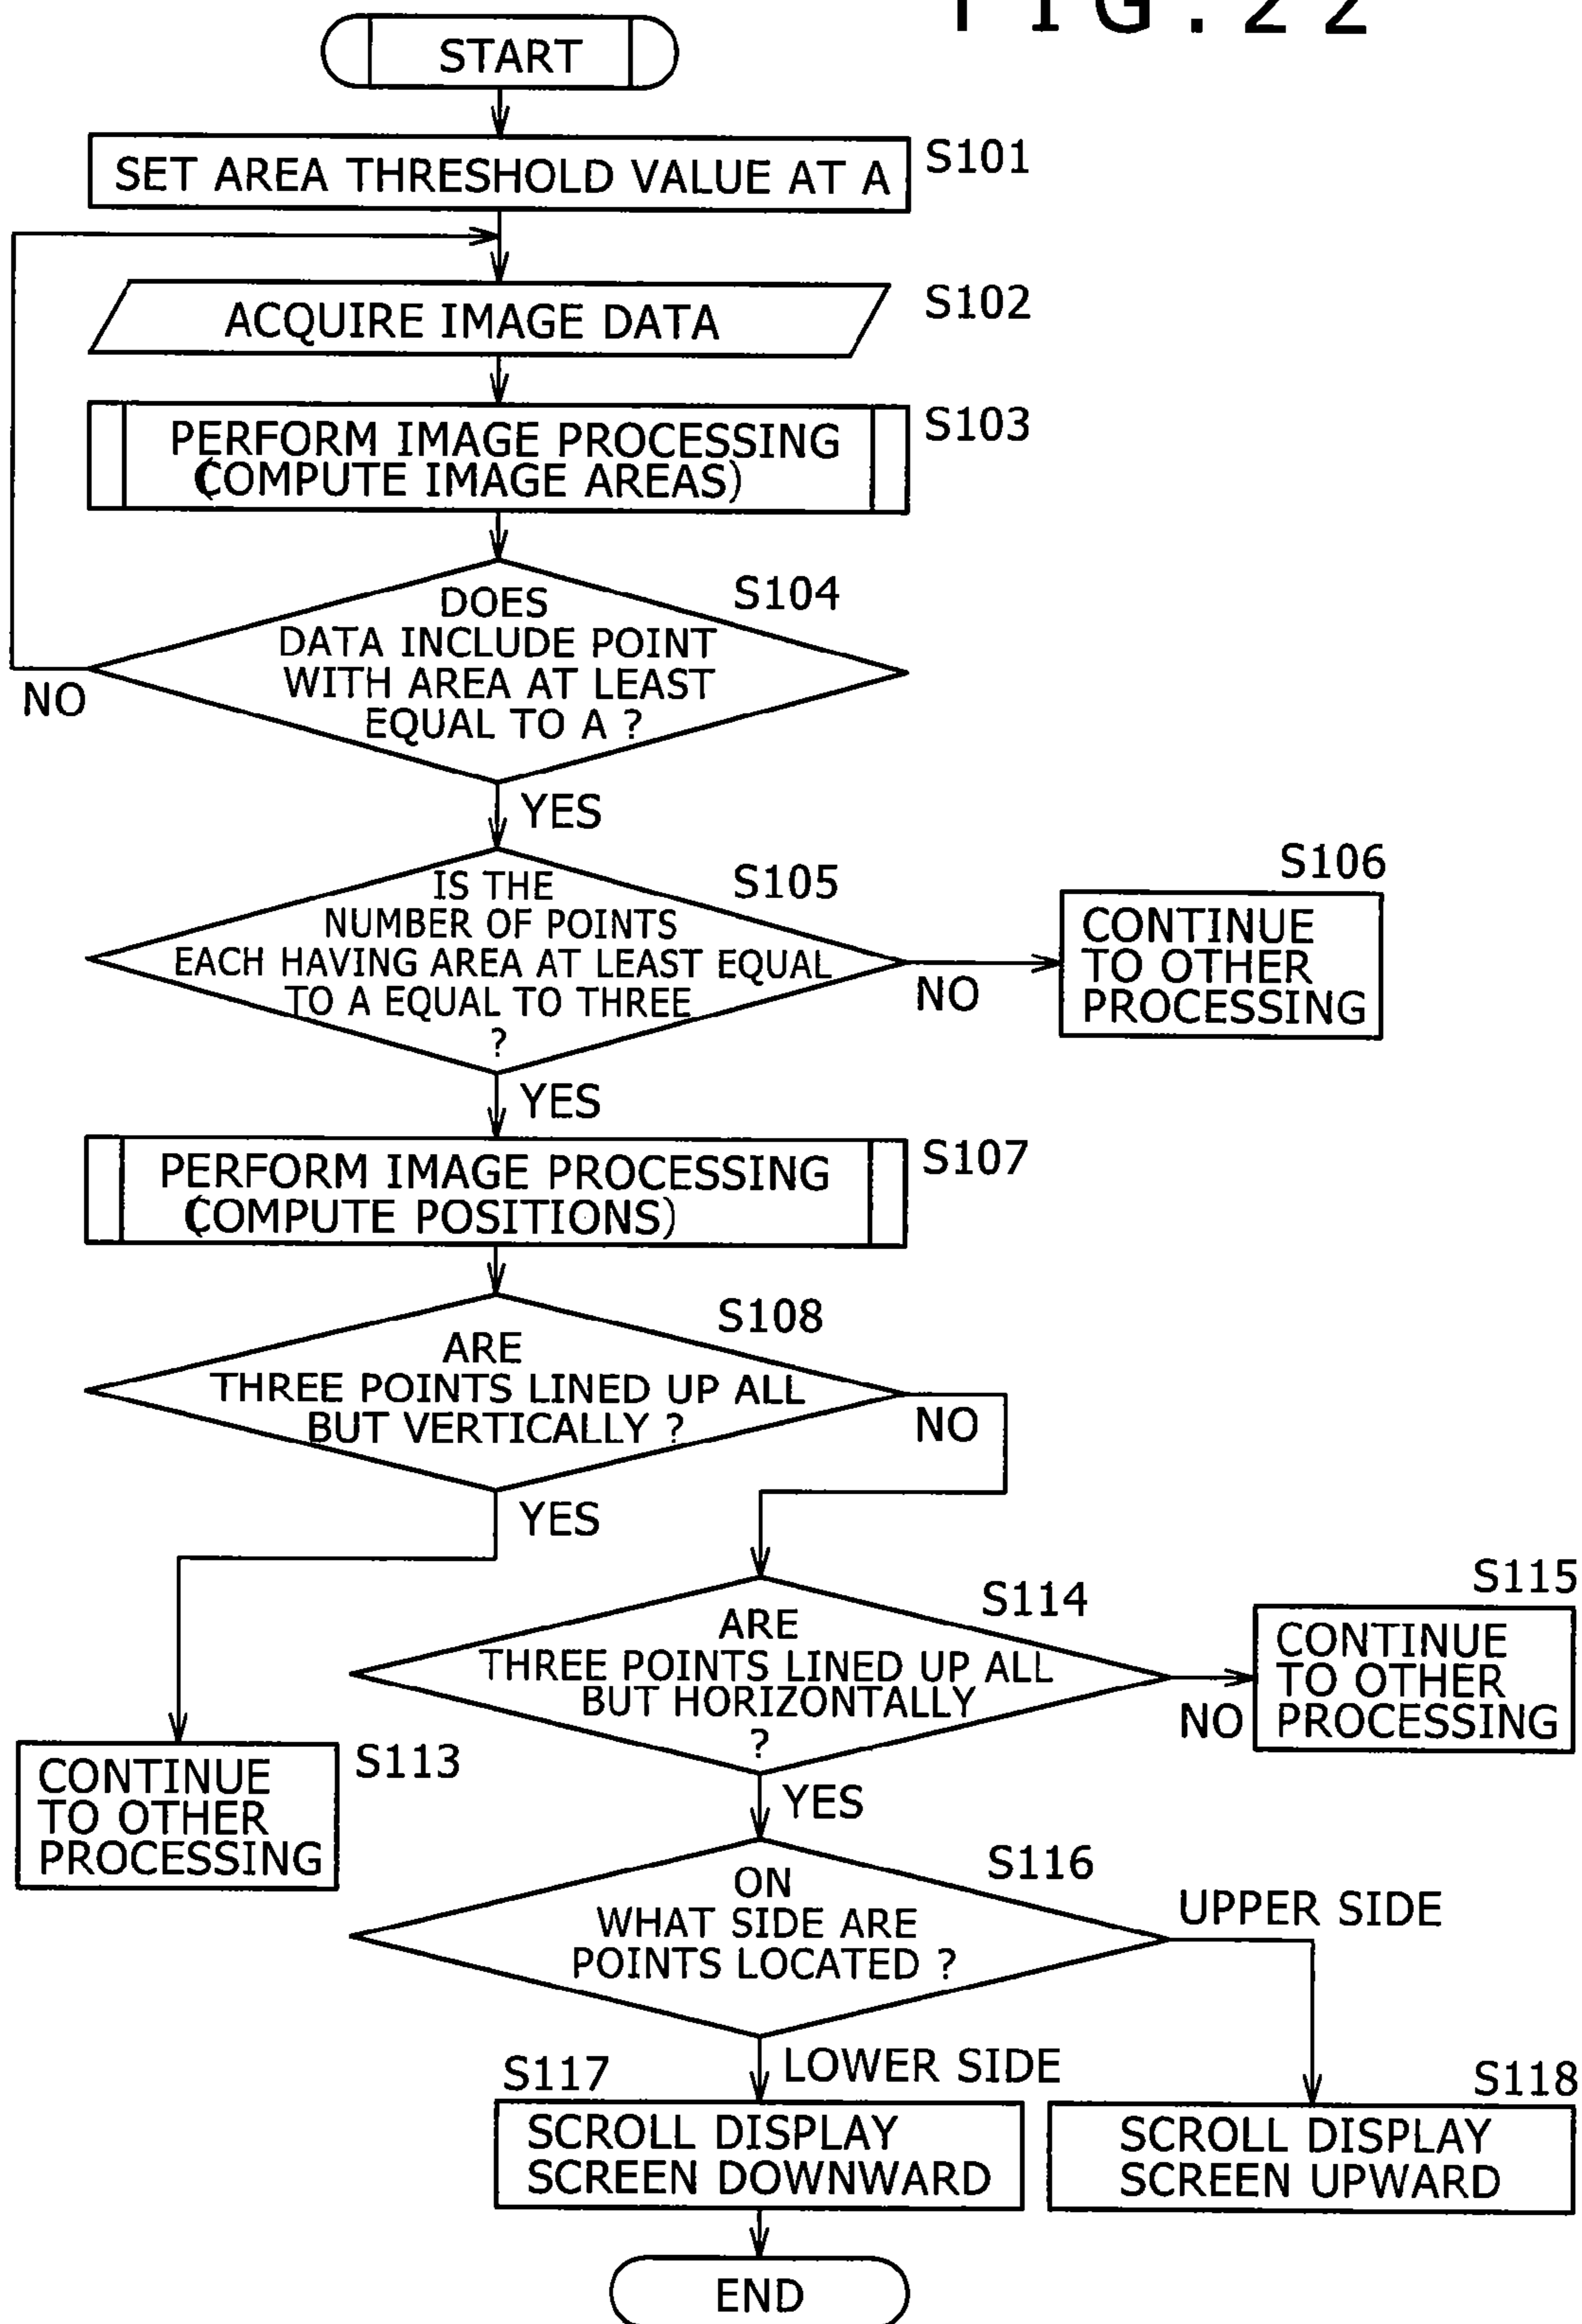 FIG.22
START
SET AREA THRESHOLD VALUE AT A
S101
ACQUIRE IMAGE DATA
S102
PERFORM IMAGE PROCESSING
(COMPUTE IMAGE AREAS)
S103
DOES
DATA INCLUDE POINT
WITH AREA AT LEAST
EQUAL TO A ?
S104
NO
YES
IS THE
NUMBER OF POINTS
EACH HAVING AREA AT LEAST EQUAL
TO A EQUAL TO THREE
?
S105
NO
S106
CONTINUE
TO OTHER
PROCESSING
YES
PERFORM IMAGE PROCESSING
(COMPUTE POSITIONS)
S107
ARE
THREE POINTS LINED UP ALL
BUT VERTICALLY ?
S108
NO
YES
ARE
THREE POINTS LINED UP ALL
BUT HORIZONTALLY
?
S114
NO
S115
CONTINUE
TO OTHER
PROCESSING
CONTINUE
TO OTHER
PROCESSING
S113
YES
ON
WHAT SIDE ARE
POINTS LOCATED ?
S116
UPPER SIDE
LOWER SIDE
S117
SCROLL DISPLAY
SCREEN DOWNWARD
S118
SCROLL DISPLAY
SCREEN UPWARD
END